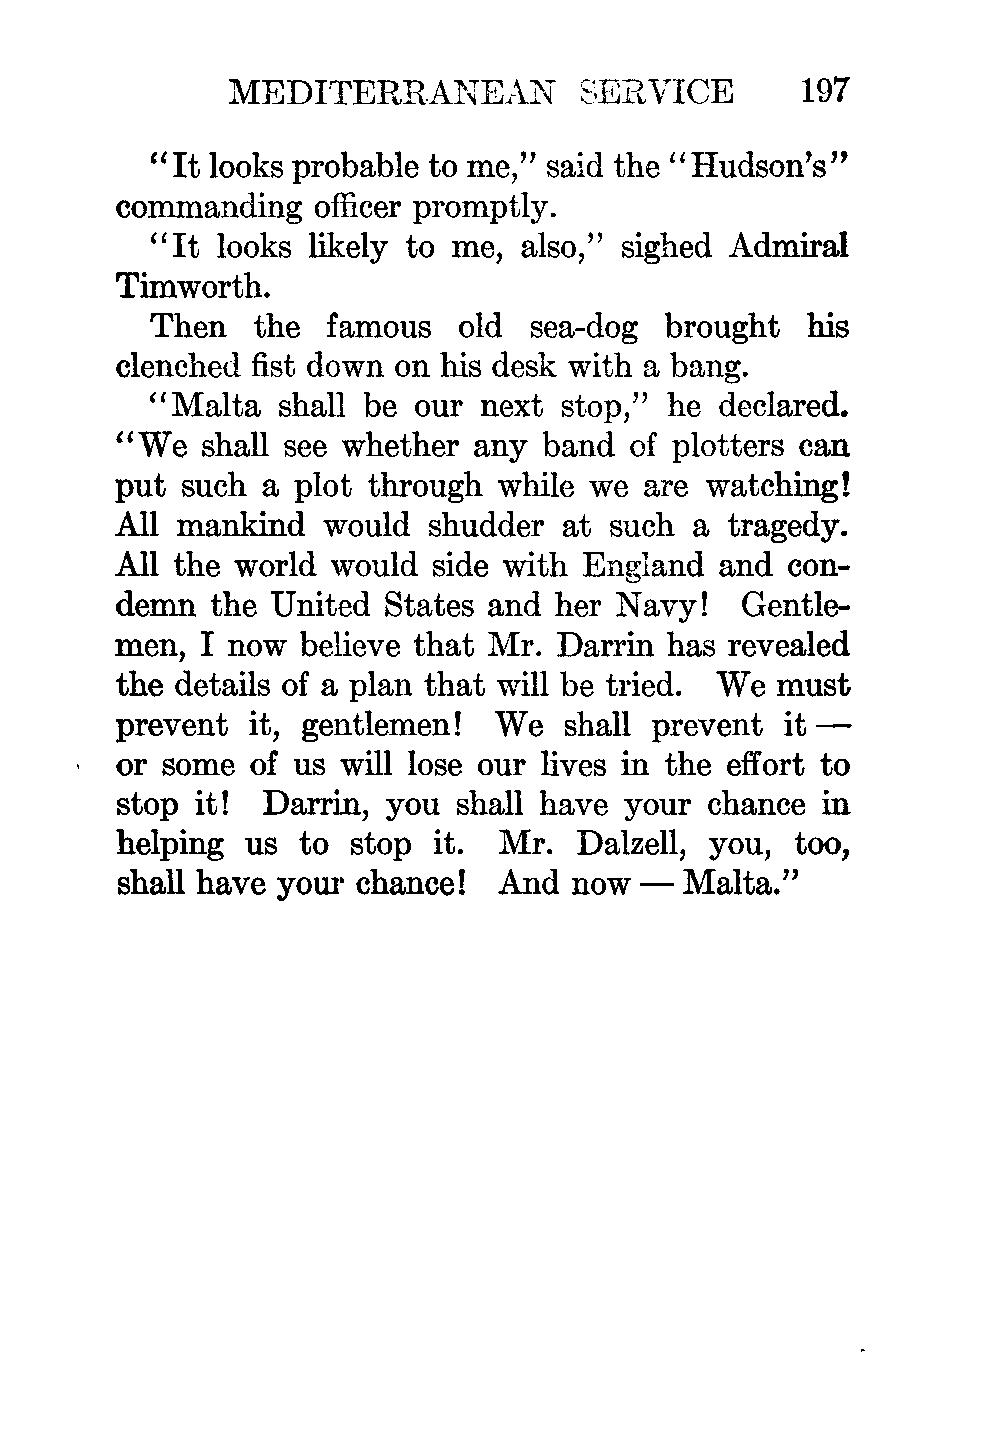 MEDITERRANEAN SERVICE 197
"It looks probable to me," said the "Hudson's"
commanding officer promptly.
"It looks likely to me, also," sighed Admiral
Timworth.
Then the famous old sea-dog brought his
clenched fist down on his desk with a bang.
"Malta shall be our next stop," he declared.
"We shall see whether any band of plotters can
put such a plot through while we are watching!
All mankind would shudder at such a tragedy.
All the world would side with England and con-
demn the United States and her Navy! Gentle-
men, I now believe that Mr. Darrin has revealed
the details of a plan that will be tried. We must
prevent it, gentlemen! We shall prevent it —
or some of us will lose our lives in the effort to
stop it! Darrin, you shall have your chance in
helping us to stop it. Mr. Dalzell, you, too,
shall have your chance! And now — Malta."